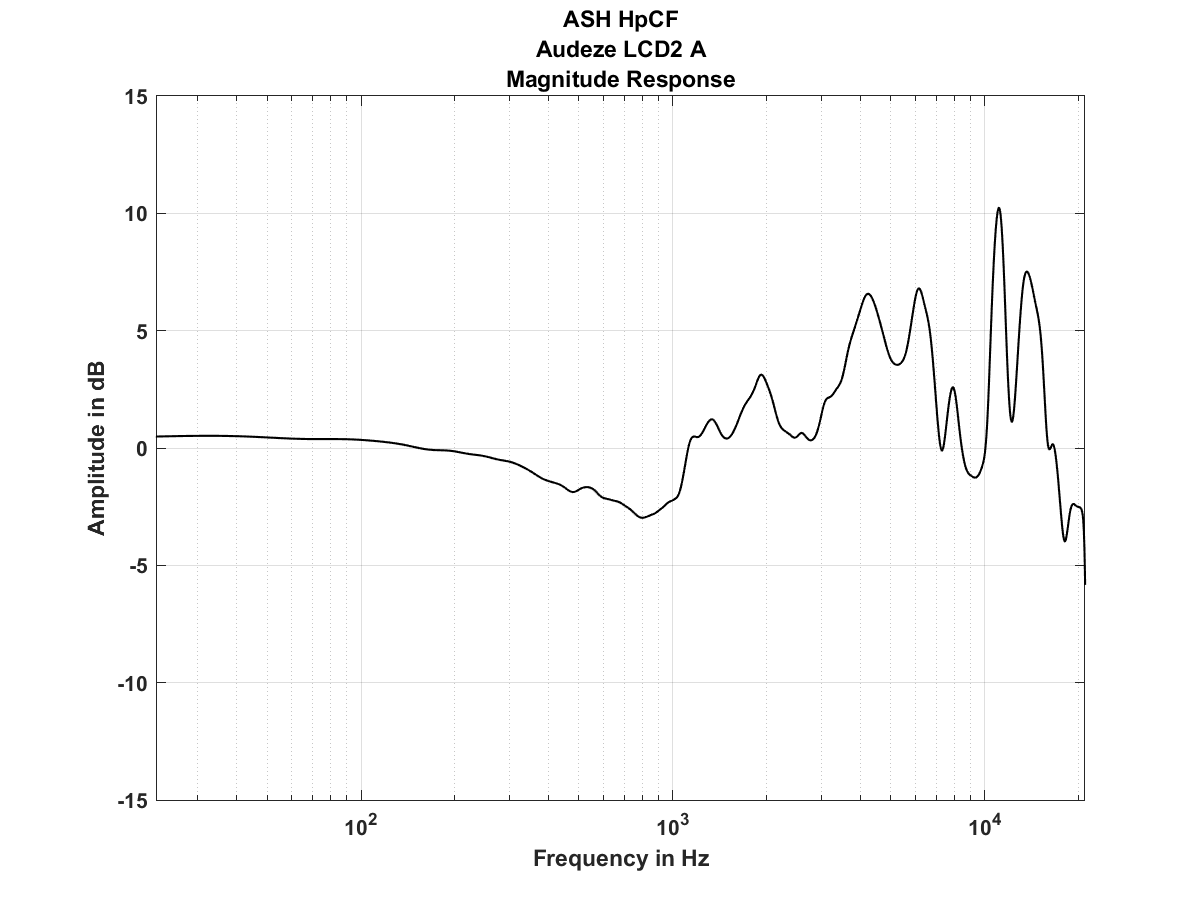 ASH HpCF
Audeze LCD2 A
Magnitude Response
15
10
5
0
-5
-10
-15
Amplitude in dB
10²
10³
10⁴
Frequency in Hz